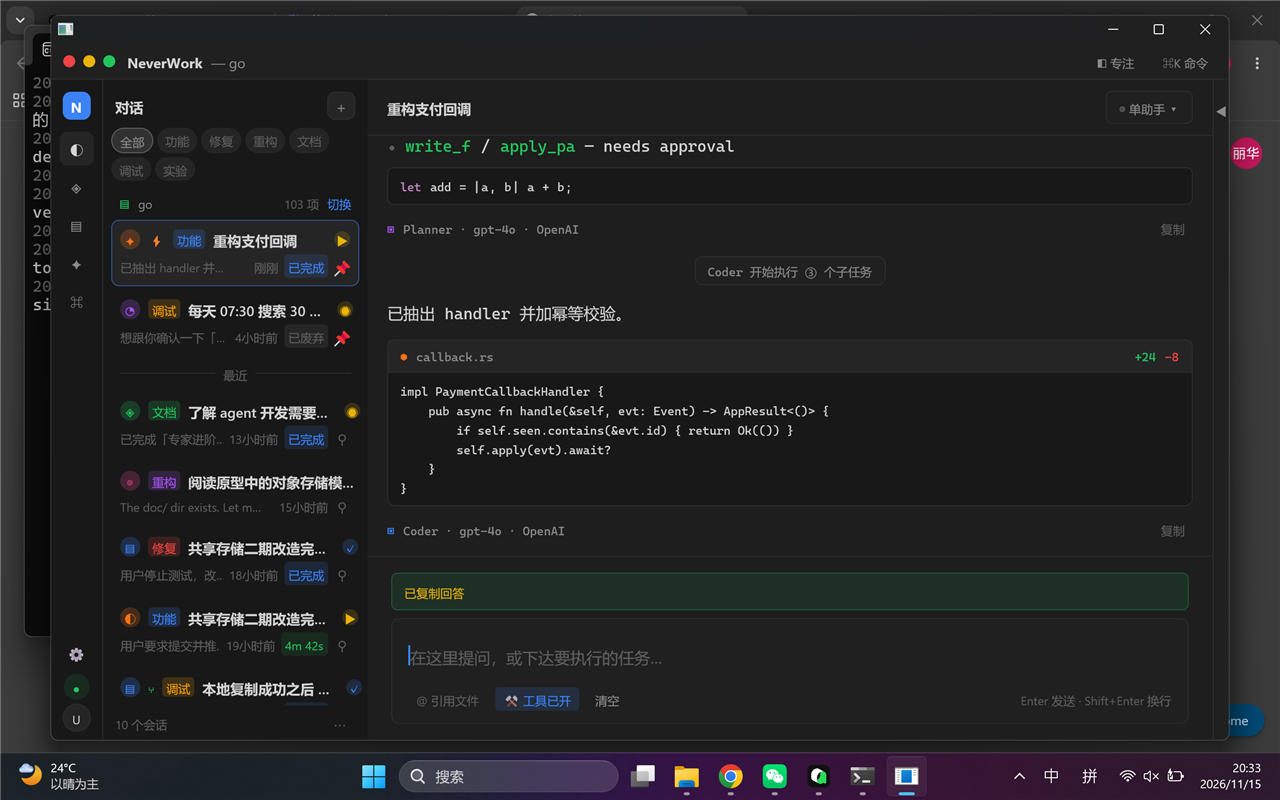 NeverWork — go
专注
⌘K 命令
N
对话
+
全部
功能
修复
重构
文档
调试
实验
go
103 项
切换
功能
重构支付回调
已抽出 handler 并...
刚刚
已完成
调试
每天 07:30 搜索 30 ...
想跟你确认一下「...
4小时前
已废弃
最近
文档
了解 agent 开发需要...
已完成「专家进阶..
13小时前
已完成
重构
阅读原型中的对象存储模...
The doc/ dir exists. Let m...
15小时前
修复
共享存储二期改造完...
用户停止测试，改..
18小时前
已完成
功能
共享存储二期改造完...
用户要求提交并推.
19小时前
4m 42s
调试
本地复制成功之后 ...
10 个会话
...
U
重构支付回调
单助手
write_f / apply_pa — needs approval
let add = |a, b| a + b;
Planner · gpt-4o · OpenAI
复制
Coder 开始执行 ③ 个子任务
已抽出 handler 并加幂等校验。
callback.rs
+24 -8
impl PaymentCallbackHandler {
    pub async fn handle(&self, evt: Event) -> AppResult<()> {
        if self.seen.contains(&evt.id) { return Ok(()) }
        self.apply(evt).await?
    }
}
Coder · gpt-4o · OpenAI
复制
已复制回答
在这里提问，或下达要执行的任务...
@ 引用文件
工具已开
清空
Enter 发送 · Shift+Enter 换行
20
20
的
20
de
20
20
ve
20
20
to
20
si
丽华
me
24°C
以晴为主
搜索
中
拼
20:33
2026/11/15